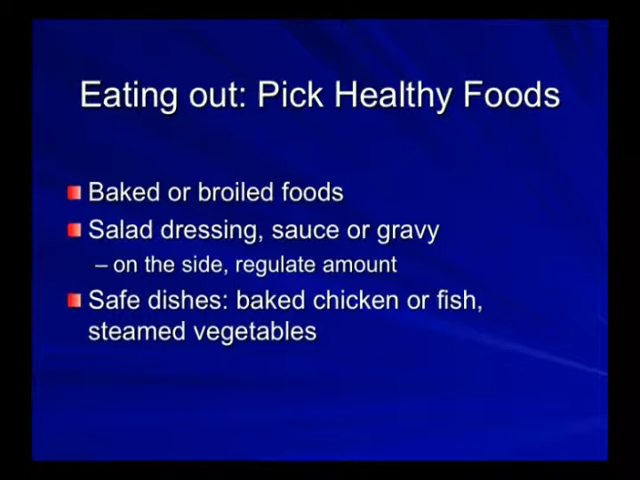 Eating out: Pick Healthy Foods
Baked or broiled foods
Salad dressing, sauce or gravy
– on the side, regulate amount
Safe dishes: baked chicken or fish,
steamed vegetables